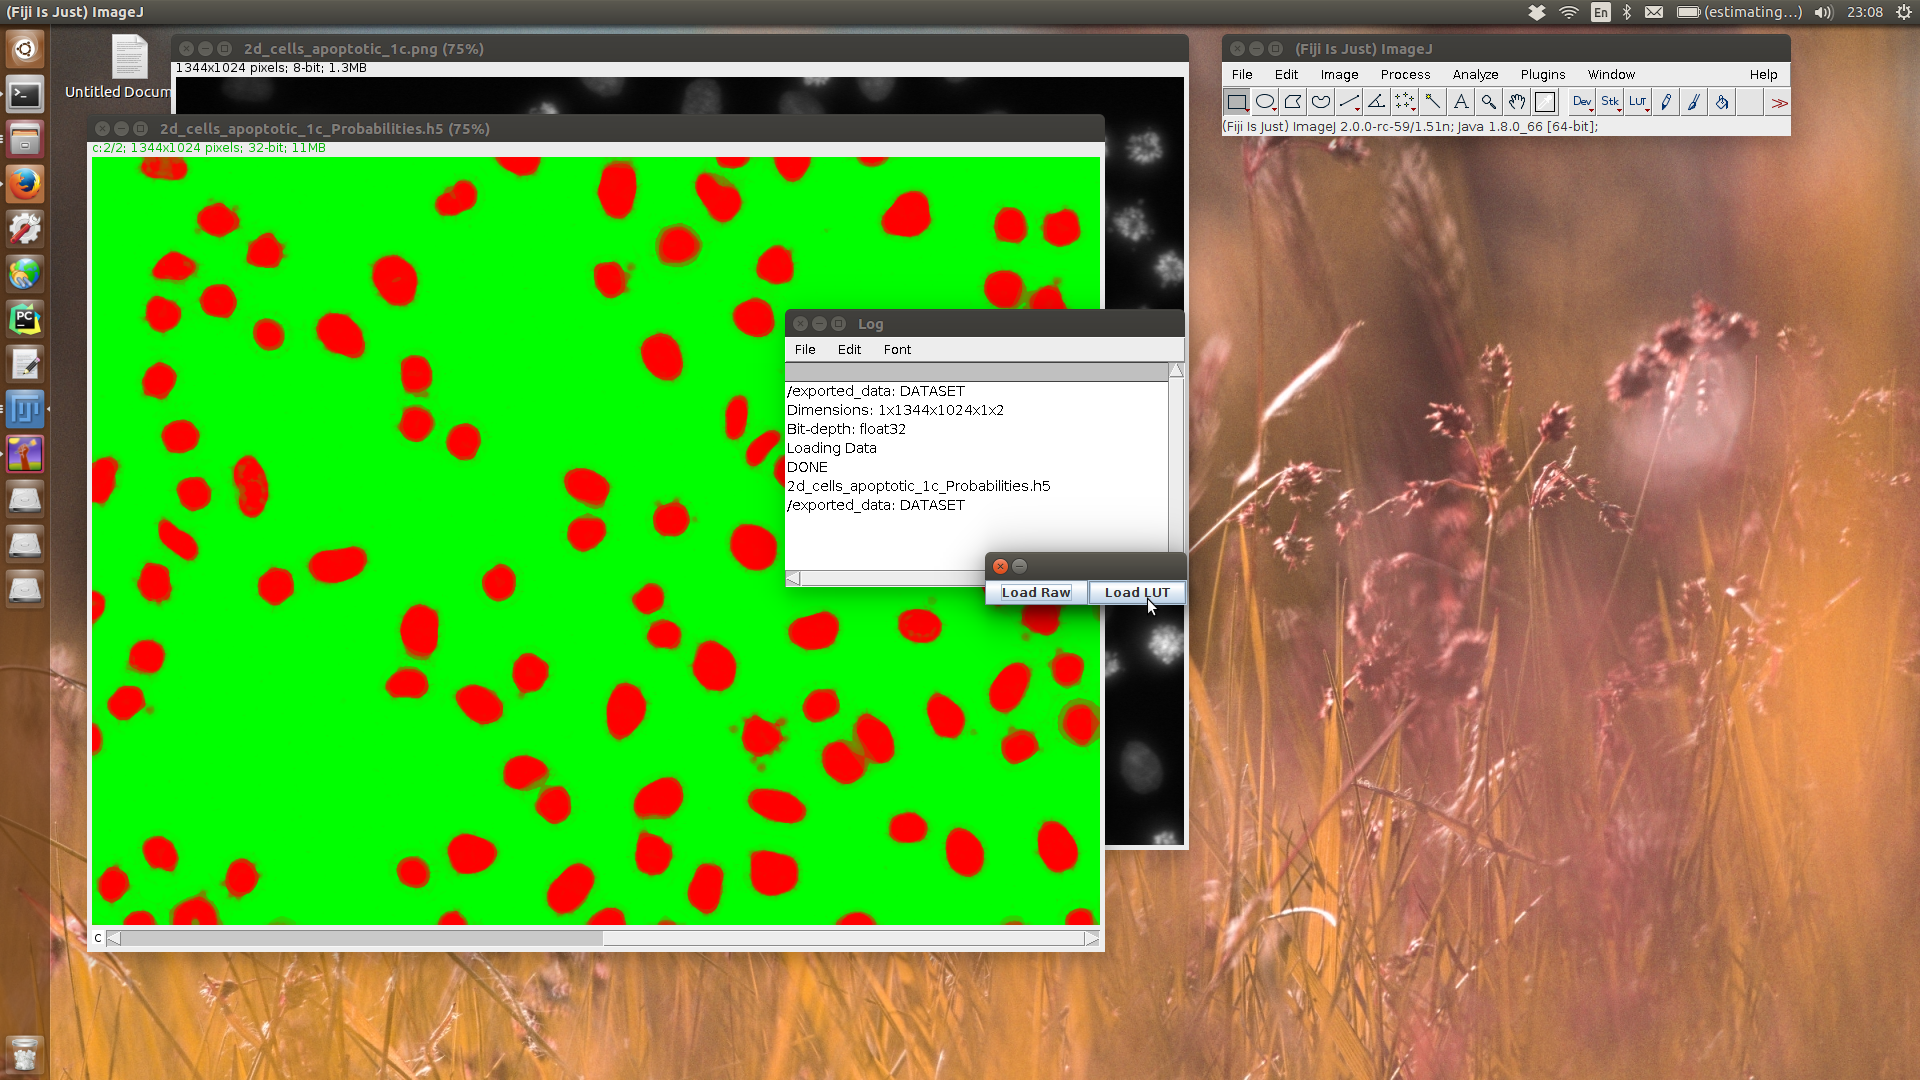 (Fiji Is Just) ImageJ
En
(estimating...)
23:08
Untitled Docum
2d_cells_apoptotic_1c.png (75%)
1344x1024 pixels; 8-bit; 1.3MB
2d_cells_apoptotic_1c_Probabilities.h5 (75%)
c:2/2; 1344x1024 pixels; 32-bit; 11MB
C
Log
File Edit Font
/exported_data: DATASET
Dimensions: 1x1344x1024x1x2
Bit-depth: float32
Loading Data
DONE
2d_cells_apoptotic_1c_Probabilities.h5
/exported_data: DATASET
Load Raw Load LUT
(Fiji Is Just) ImageJ
File Edit Image Process Analyze Plugins Window Help
A Dev Stk LUT >>
(Fiji Is Just) ImageJ 2.0.0-rc-59/1.51n; Java 1.8.0_66 [64-bit];
PC